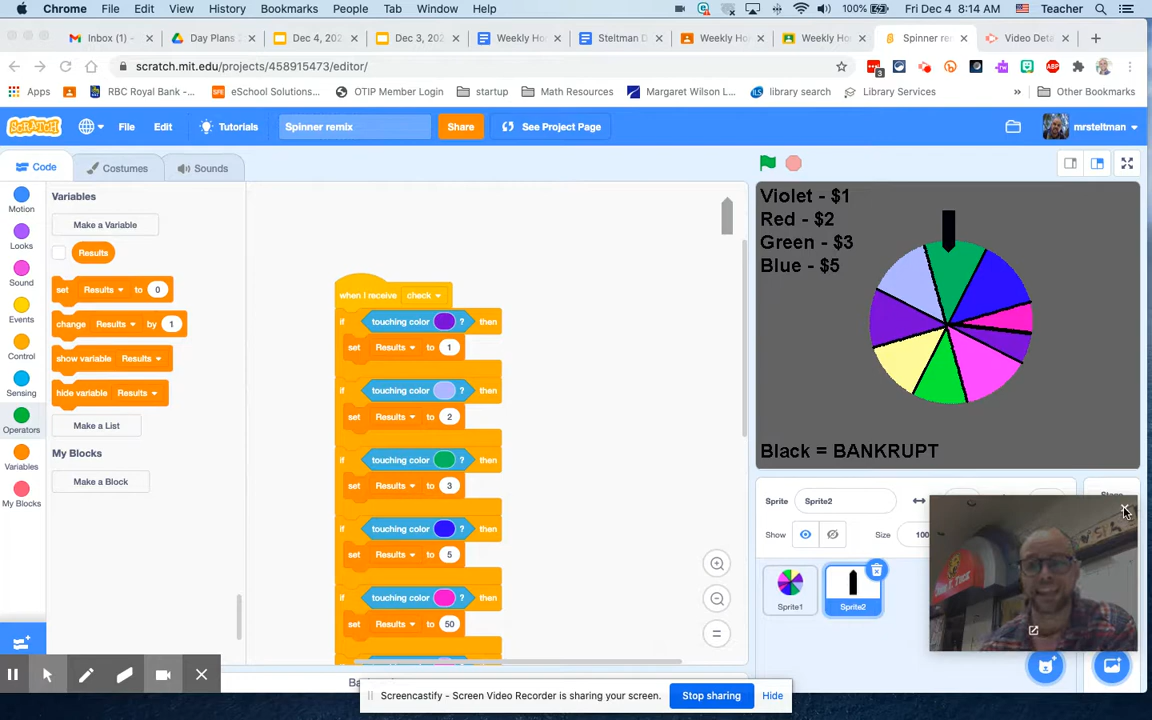 Chrome File Edit View History Bookmarks People Tab Window Help 100% Fri Dec 4 8:14 AM Teacher
Inbox (1) - Day Plans 2 Dec 4, 202 Dec 3, 202 Weekly Ho Steltman D Weekly Ho Weekly Ho Spinner rem Video Deta
scratch.mit.edu/projects/458915473/editor/
3
Apps RBC Royal Bank -... eSchool Solutions... OTIP Member Login startup Math Resources Margaret Wilson L... library search Library Services » Other Bookmarks
SCRATCH File Edit Tutorials Spinner remix Share See Project Page mrsteltman
Code Costumes Sounds
Motion
Looks
Sound
Events
Control
Sensing
Operators
Variables
My Blocks
Variables
Make a Variable
Results
set Results to 0
change Results by 1
show variable Results
hide variable Results
Make a List
My Blocks
Make a Block
when I receive check
if touching color ? then
set Results to 1
if touching color ? then
set Results to 2
if touching color ? then
set Results to 3
if touching color ? then
set Results to 5
if touching color ? then
set Results to 50
Violet - $1
Red - $2
Green - $3
Blue - $5
Black = BANKRUPT
Sprite Sprite2
Show Size 100
Sprite1 Sprite2
Screencastify - Screen Video Recorder is sharing your screen. Stop sharing Hide